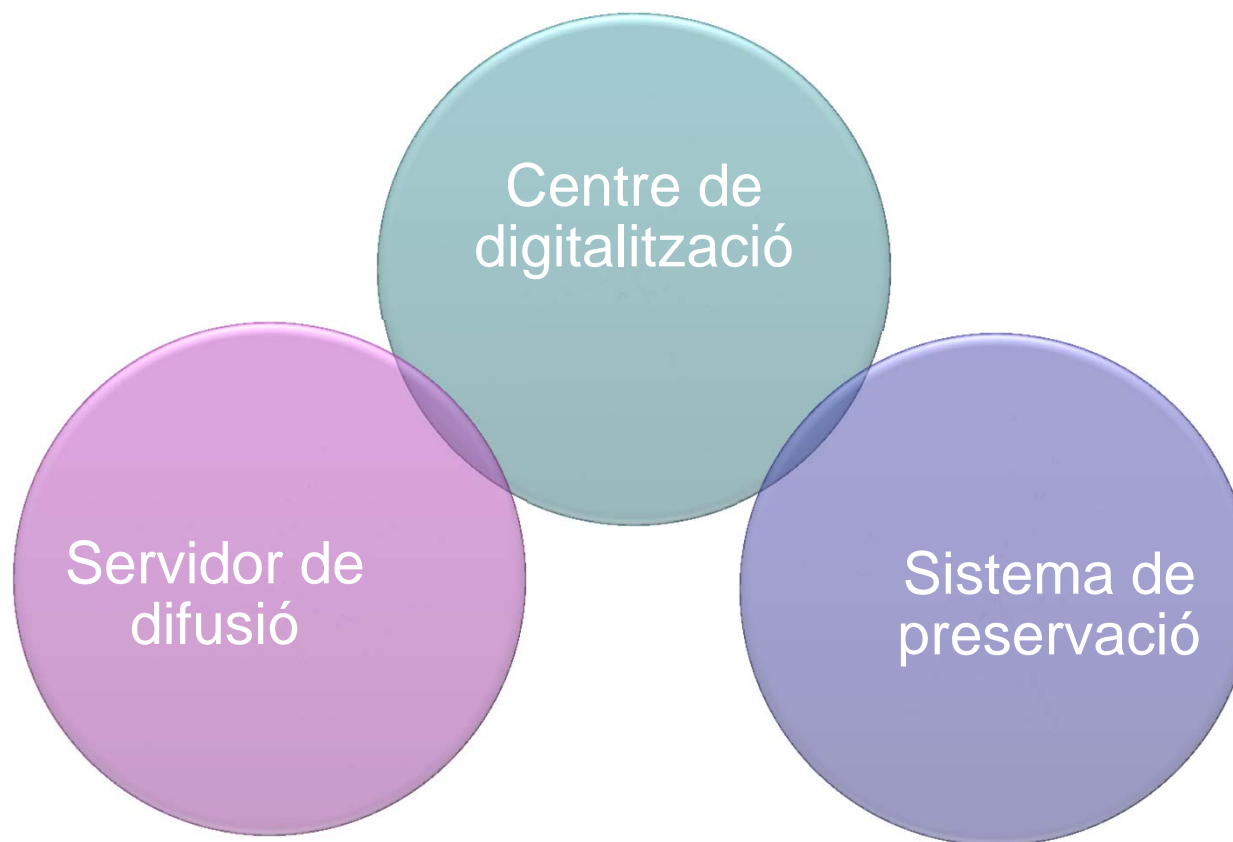 Centre de
digitalització
Servidor de
difusió
Sistema de
preservació